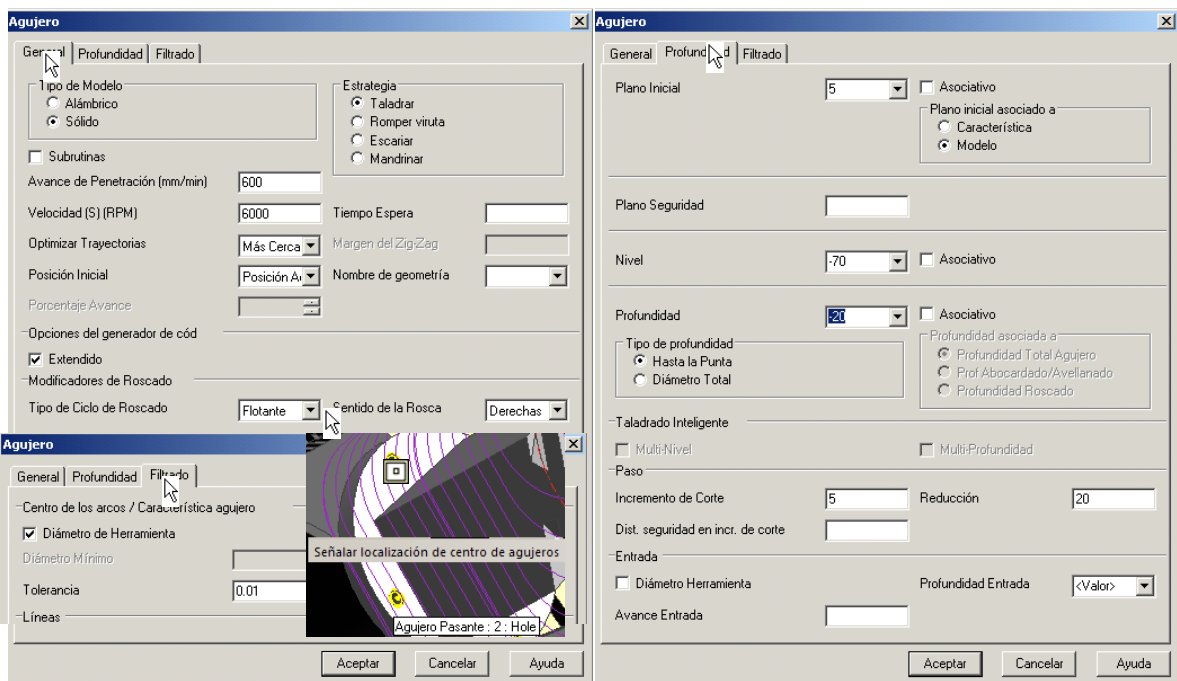 Agujero
General Profundidad Filtrado
Tipo de Modelo
Alámbrico
Sólido
Estrategia
Taladrar
Romper viruta
Escariar
Mandrinar
Subrutinas
Avance de Penetración (mm/min) 600
Velocidad (S) (RPM) 6000 Tiempo Espera
Optimizar Trayectorias Más Cerca Margen del Zig-Zag
Posición Inicial Posición A Nombre de geometría
Porcentaje Avance
Opciones del generador de cód
Extendido
Modificadores de Roscado
Tipo de Ciclo de Roscado Flotante Sentido de la Rosca Derechas
Agujero
General Profundidad Filtrado
Centro de los arcos / Característica agujero
Diámetro de Herramienta
Diámetro Mínimo
Tolerancia 0.01
Líneas
Señalar localización de centro de agujeros
Agujero Pasante : 2 : Hole
Aceptar Cancelar Ayuda
Agujero
General Profundidad Filtrado
Plano Inicial 5 Asociativo
Plano inicial asociado a
Característica
Modelo
Plano Seguridad
Nivel -70 Asociativo
Profundidad -20 Asociativo
Tipo de profundidad
Hasta la Punta
Diámetro Total
Profundidad asociada a
Profundidad Total Agujero
Prof Abocardado/Avellanado
Profundidad Roscado
Taladrado Inteligente
Multi-Nivel Multi-Profundidad
Paso
Incremento de Corte 5 Reducción 20
Dist. seguridad en incr. de corte
Entrada
Diámetro Herramienta Profundidad Entrada <Valor>
Avance Entrada
Aceptar Cancelar Ayuda